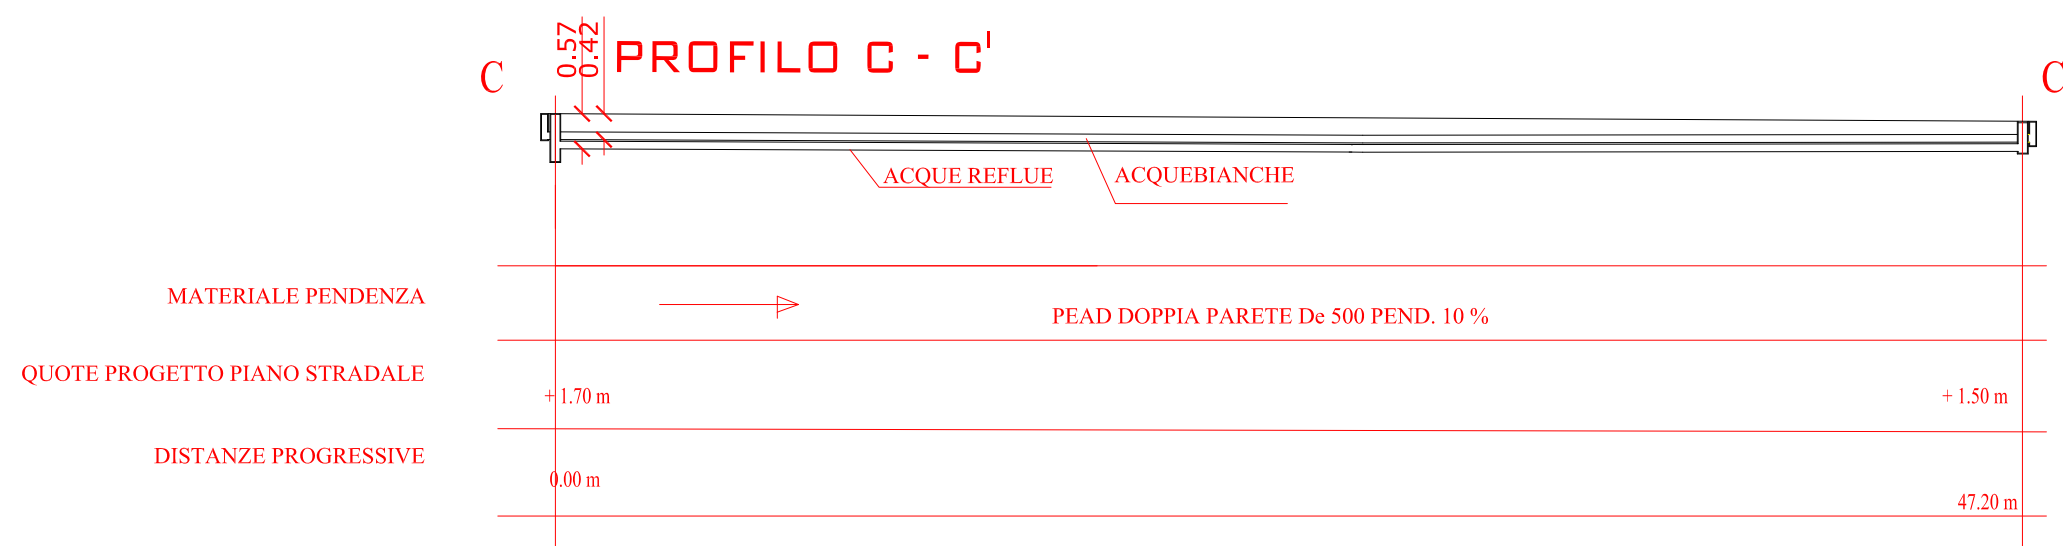 0.57
0.42
PROFILO C - C'
C
C
ACQUE REFLUE
ACQUEBIANCHE
MATERIALE PENDENZA
PEAD DOPPIA PARETE De 500 PEND. 10 %
QUOTE PROGETTO PIANO STRADALE
+ 1.70 m
+ 1.50 m
DISTANZE PROGRESSIVE
0.00 m
47.20 m